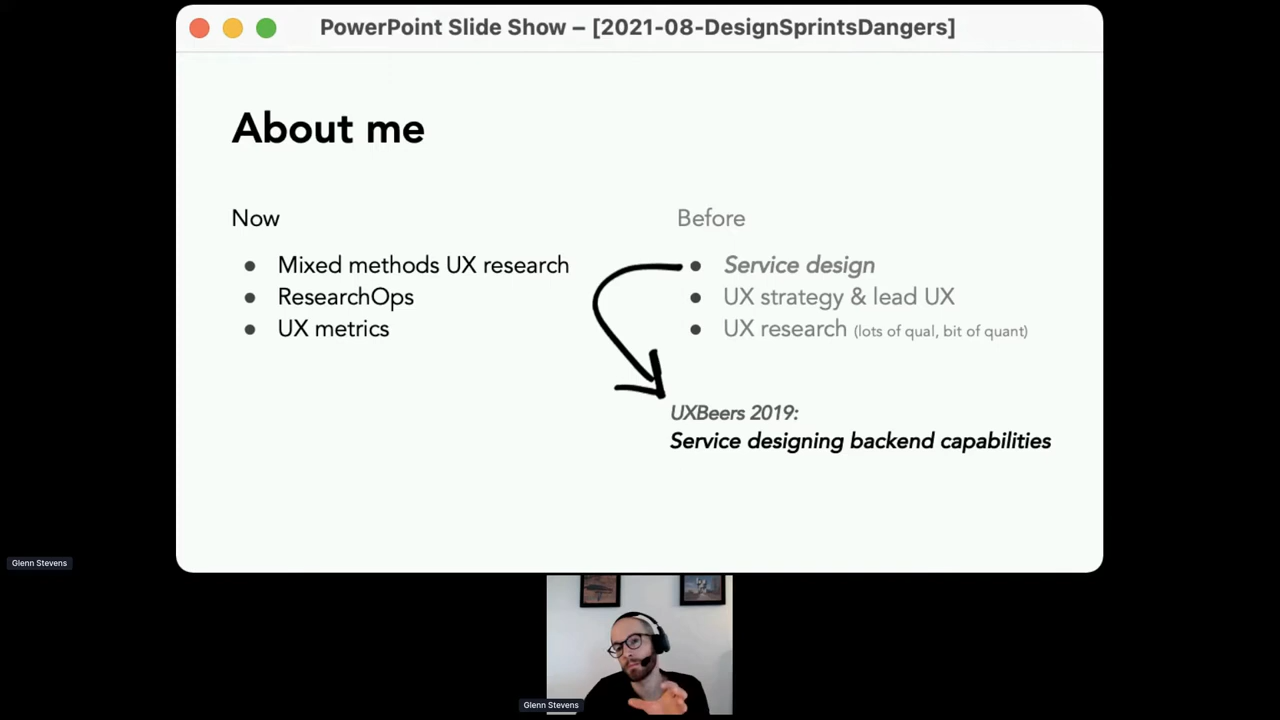 PowerPoint Slide Show – [2021-08-DesignSprintsDangers]
About me
Now
• Mixed methods UX research
• ResearchOps
• UX metrics
Before
• Service design
• UX strategy & lead UX
• UX research (lots of qual, bit of quant)
UXBeers 2019:
Service designing backend capabilities
Glenn Stevens
Glenn Stevens